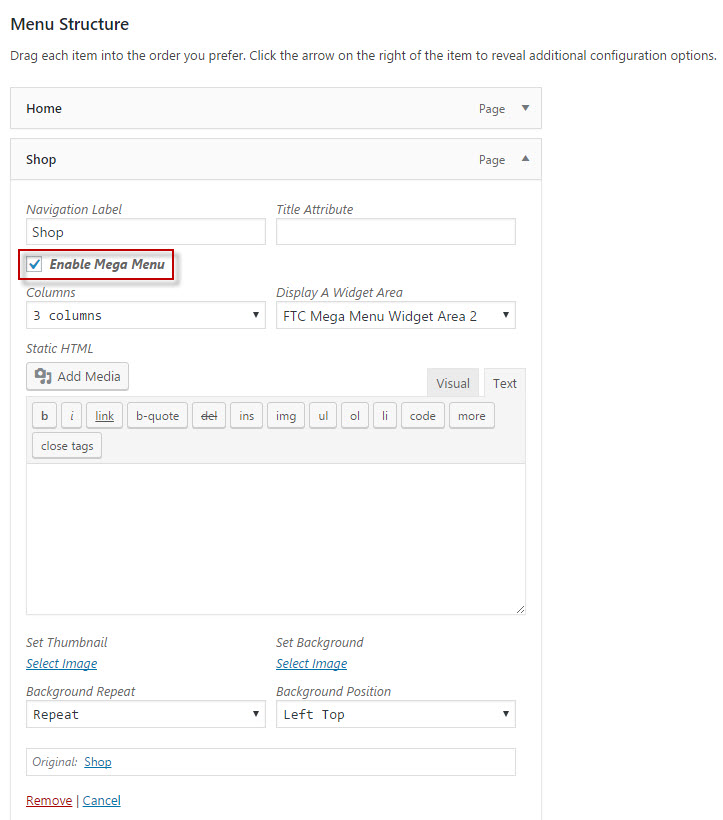 Menu Structure
Drag each item into the order you prefer. Click the arrow on the right of the item to reveal additional configuration options.
Home Page
Shop Page
Navigation Label Title Attribute
Shop
Enable Mega Menu
Columns Display A Widget Area
3 columns FTC Mega Menu Widget Area 2
Static HTML
Add Media
Visual Text
b i link b-quote del ins img ul ol li code more
close tags
Set Thumbnail Set Background
Select Image Select Image
Background Repeat Background Position
Repeat Left Top
Original: Shop
Remove | Cancel